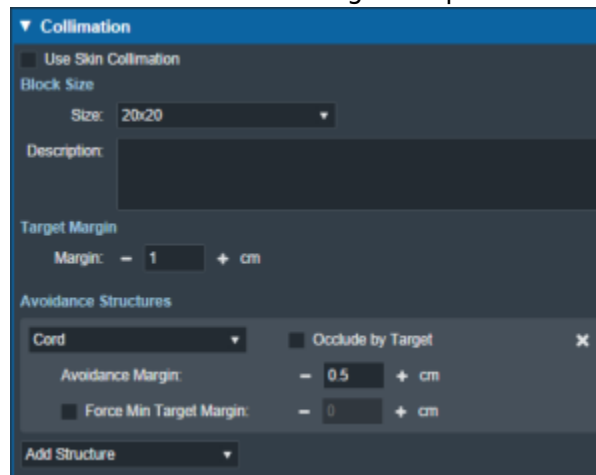 ▼ Collimation
Use Skin Collimation
Block Size
Size: 20x20
Description:
Target Margin
Margin: − 1 + cm
Avoidance Structures
Cord Occlude by Target
Avoidance Margin: − 0.5 + cm
Force Min Target Margin: − 0 + cm
Add Structure